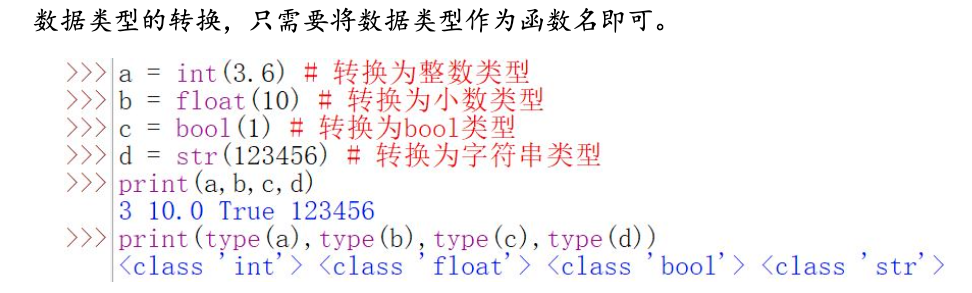 数据类型的转换，只需要将数据类型作为函数名即可。
>>> a = int(3.6) # 转换为整数类型
>>> b = float(10) # 转换为小数类型
>>> c = bool(1) # 转换为bool类型
>>> d = str(123456) # 转换为字符串类型
>>> print(a,b,c,d)
3 10.0 True 123456
>>> print(type(a),type(b),type(c),type(d))
<class 'int'> <class 'float'> <class 'bool'> <class 'str'>